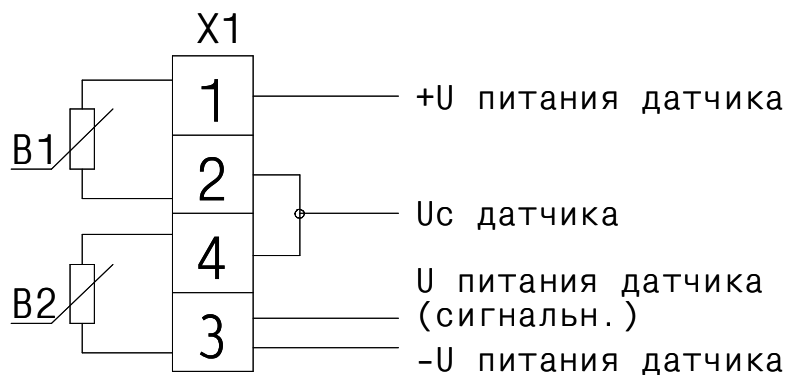 X1
1
+U питания датчика
B1
2
Uc датчика
4
U питания датчика
(сигнальн.)
B2
3
-U питания датчика